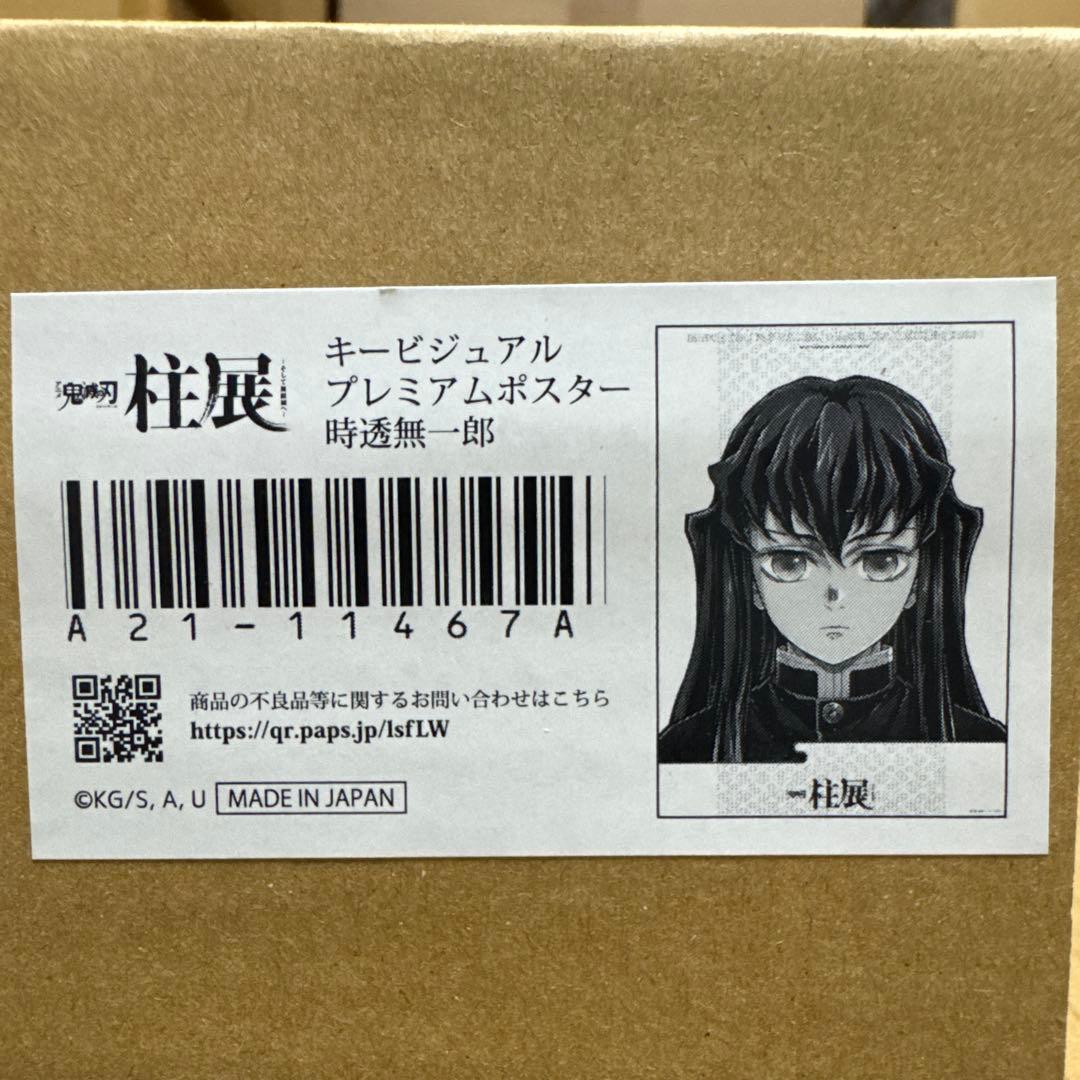 鬼滅の刃
柱展
キービジュアル
プレミアムポスター
時透無一郎
A21-11467A
商品の不良品等に関するお問い合わせはこちら
https://qr.paps.jp/lsfLW
©KG/S, A, U
MADE IN JAPAN
柱展